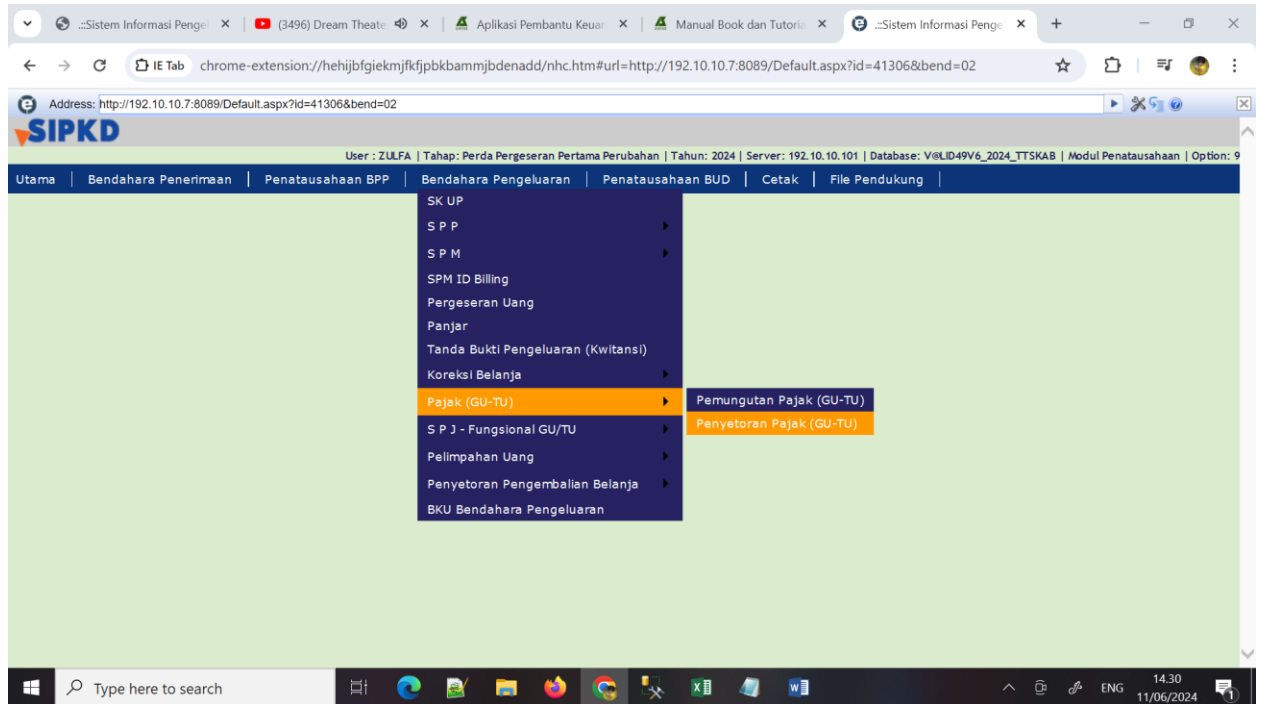 .::Sistem Informasi Penge
(3496) Dream Theate
Aplikasi Pembantu Keuan
Manual Book dan Tutoria
.::Sistem Informasi Penge
IE Tab
chrome-extension://hehijbfgiekmjfkfjpbkbammjbdenadd/nhc.htm#url=http://192.10.10.7:8089/Default.aspx?id=41306&bend=02
Address: http://192.10.10.7:8089/Default.aspx?id=41306&bend=02
SIPKD
User : ZULFA | Tahap: Perda Pergeseran Pertama Perubahan | Tahun: 2024 | Server: 192.10.10.101 | Database: V@LID49V6_2024_TTSKAB | Modul Penatausahaan | Option: 9
Utama | Bendahara Penerimaan | Penatausahaan BPP | Bendahara Pengeluaran | Penatausahaan BUD | Cetak | File Pendukung |
SK UP
S P P
S P M
SPM ID Billing
Pergeseran Uang
Panjar
Tanda Bukti Pengeluaran (Kwitansi)
Koreksi Belanja
Pajak (GU-TU)
Pemungutan Pajak (GU-TU)
Penyetoran Pajak (GU-TU)
S P J - Fungsional GU/TU
Pelimpahan Uang
Penyetoran Pengembalian Belanja
BKU Bendahara Pengeluaran
Type here to search
ENG
14.30
11/06/2024
1